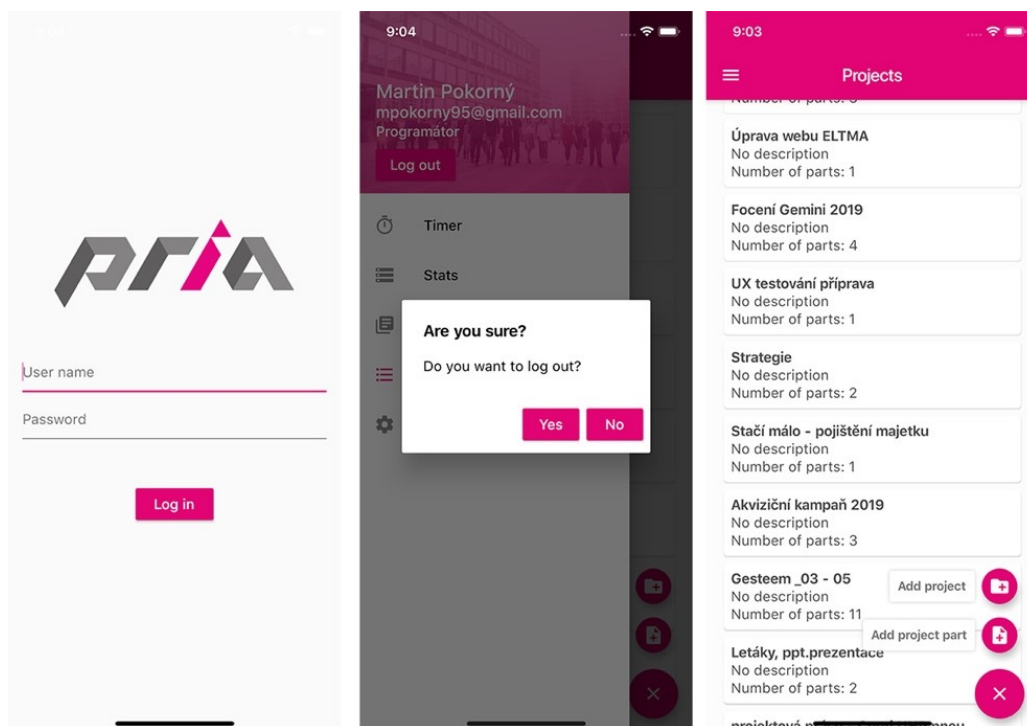 pria
User name
Password
Log in
9:04
Martin Pokorný
mpokorny95@gmail.com
Programátor
Log out
Timer
Stats
Are you sure?
Do you want to log out?
Yes
No
9:03
Projects
Number of parts:
Úprava webu ELTMA
No description
Number of parts: 1
Focení Gemini 2019
No description
Number of parts: 4
UX testování příprava
No description
Number of parts: 1
Strategie
No description
Number of parts: 2
Stačí málo - pojištění majetku
No description
Number of parts: 1
Akviziční kampaň 2019
No description
Number of parts: 3
Gesteem _03 - 05
No description
Number of parts: 11
Add project
Add project part
Letáky, ppt.prezentace
No description
Number of parts: 2
projektová